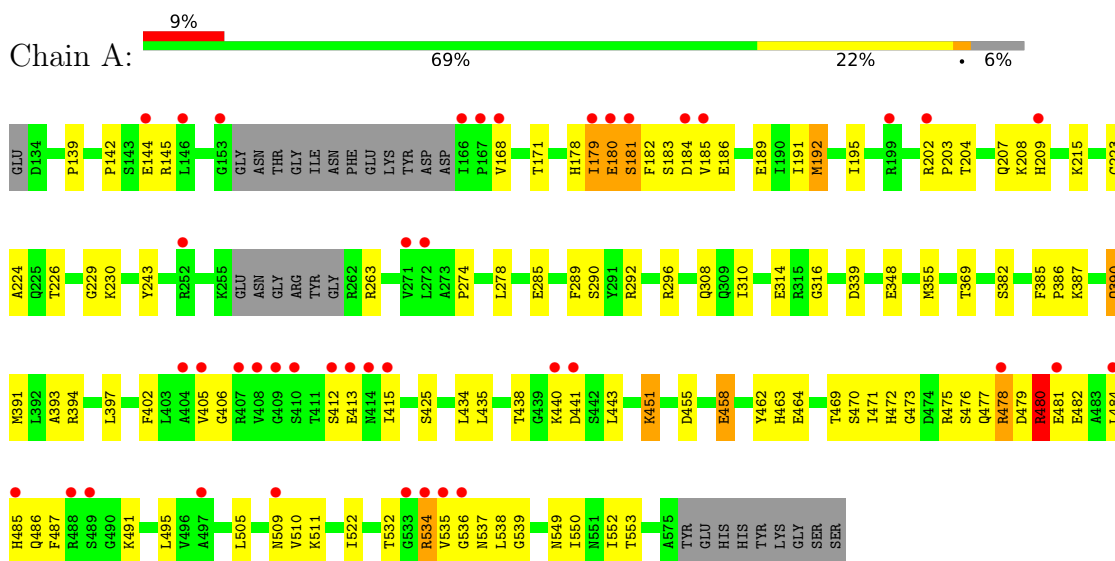 9%
Chain A:
69% 22% • 6%
GLU D134 P139 P142 S143 E144 R145 L146 G153 GLY ASN THR GLY ILE ASN PHE GLU LYS TYR ASP ASP I166 P167 V168 T171 H178 I179 E180 S181 F182 S183 D184 V185 E186 E189 I190 I191 M192 I195 R199 R202 P203 T204 Q207 K208 H209 K215 G223
A224 Q225 T226 G229 K230 Y243 R252 K255 GLU ASN GLY ARG TYR GLY R262 R263 V271 L272 A273 P274 L278 E285 F289 S290 Y291 R292 R296 Q308 Q309 I310 E314 R315 G316 D339 E348 M355 T369 S382 F385 P386 K387 D390
M391 L392 A393 R394 L397 F402 L403 A404 V405 G406 R407 V408 G409 S410 T411 S412 E413 N414 I415 S425 L434 L435 T438 G439 K440 D441 S442 L443 K451 D455 E458 Y462 H463 E464 T469 S470 I471 H472 G473 D474 R475 S476 Q477 R478 D479 R480 E481 E482 A483 L484
H485 Q486 F487 R488 S489 G490 K491 L495 V496 A497 L505 N509 V510 K511 I522 T532 G533 R534 V535 G536 N537 L538 G539 N549 I550 N551 I552 T553 A575 TYR GLU HIS HIS TYR LYS GLY SER SER